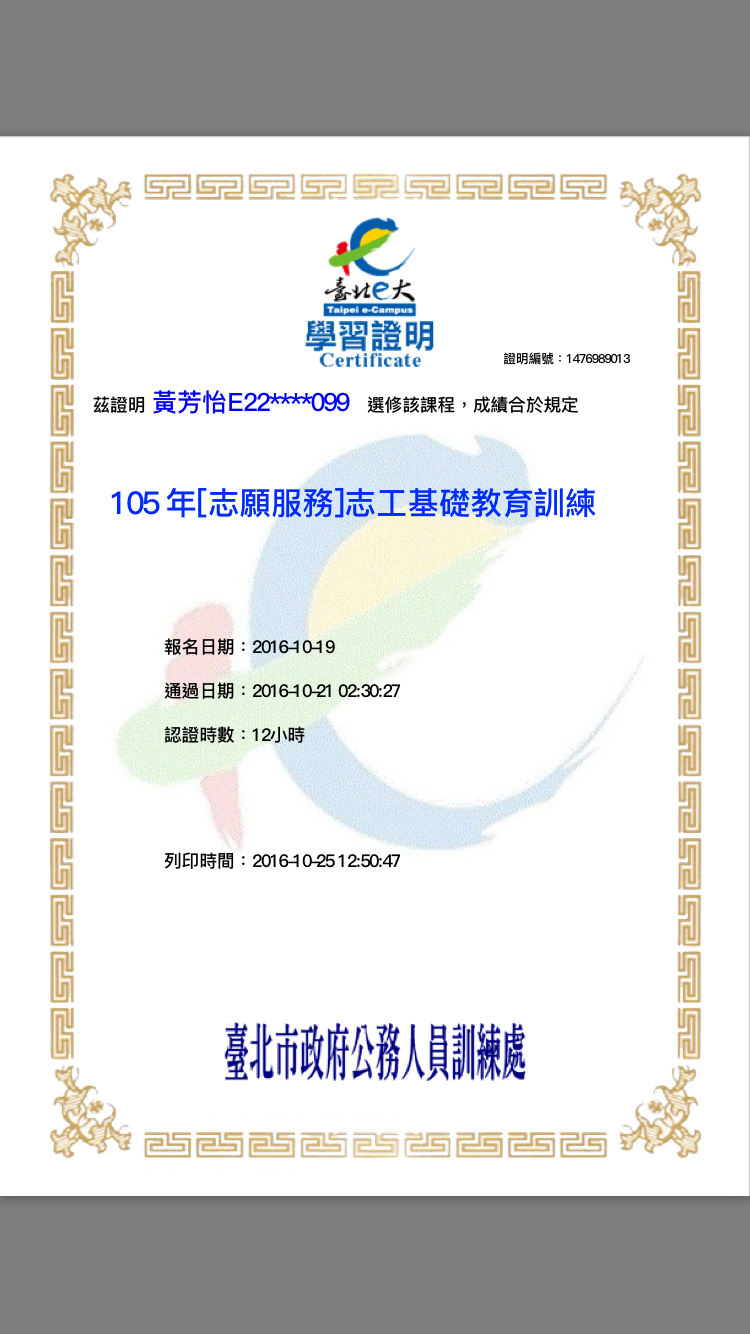 臺北e大
Taipei e-Campus
學習證明
Certificate
證明編號：1476989013
茲證明 黃芳怡E22****099 選修該課程，成績合於規定
105 年[志願服務]志工基礎教育訓練
報名日期：2016-10-19
通過日期：2016-10-21 02:30:27
認證時數：12小時
列印時間：2016-10-25 12:50:47
臺北市政府公務人員訓練處